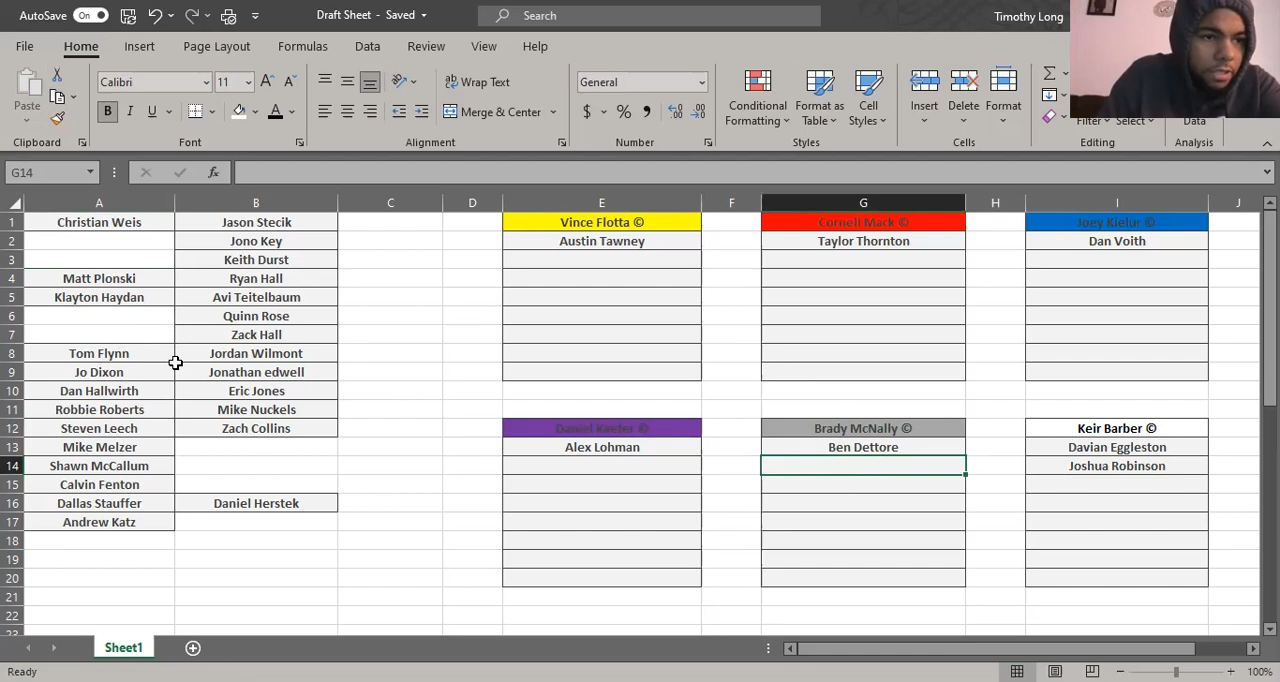 AutoSave On Draft Sheet - Saved Search Timothy Long
File Home Insert Page Layout Formulas Data Review View Help
Paste Calibri 11 Wrap Text General Conditional Format as Cell Insert Delete Format
B I U Merge & Center $ % Formatting Table Styles Filter Select Data
Clipboard Font Alignment Number Styles Cells Editing Analysis
G14 fx
A B C D E F G H I J
1 Christian Weis Jason Stecik Vince Flotta © Cornell Mack © Joey Kielur ©
2 Jono Key Austin Tawney Taylor Thornton Dan Voith
3 Keith Durst
4 Matt Plonski Ryan Hall
5 Klayton Haydan Avi Teitelbaum
6 Quinn Rose
7 Zack Hall
8 Tom Flynn Jordan Wilmont
9 Jo Dixon Jonathan edwell
10 Dan Hallwirth Eric Jones
11 Robbie Roberts Mike Nuckels
12 Steven Leech Zach Collins Daniel Keeter © Brady McNally © Keir Barber ©
13 Mike Melzer Alex Lohman Ben Dettore Davian Eggleston
14 Shawn McCallum Joshua Robinson
15 Calvin Fenton
16 Dallas Stauffer Daniel Herstek
17 Andrew Katz
18
19
20
21
22
23
Sheet1
Ready 100%